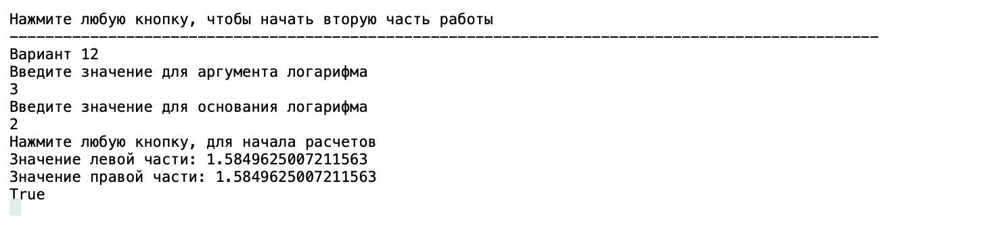 Нажмите любую кнопку, чтобы начать вторую часть работы
-------------------------------------------------------------------------------------------------
Вариант 12
Введите значение для аргумента логарифма
3
Введите значение для основания логарифма
2
Нажмите любую кнопку, для начала расчетов
Значение левой части: 1.5849625007211563
Значение правой части: 1.5849625007211563
True